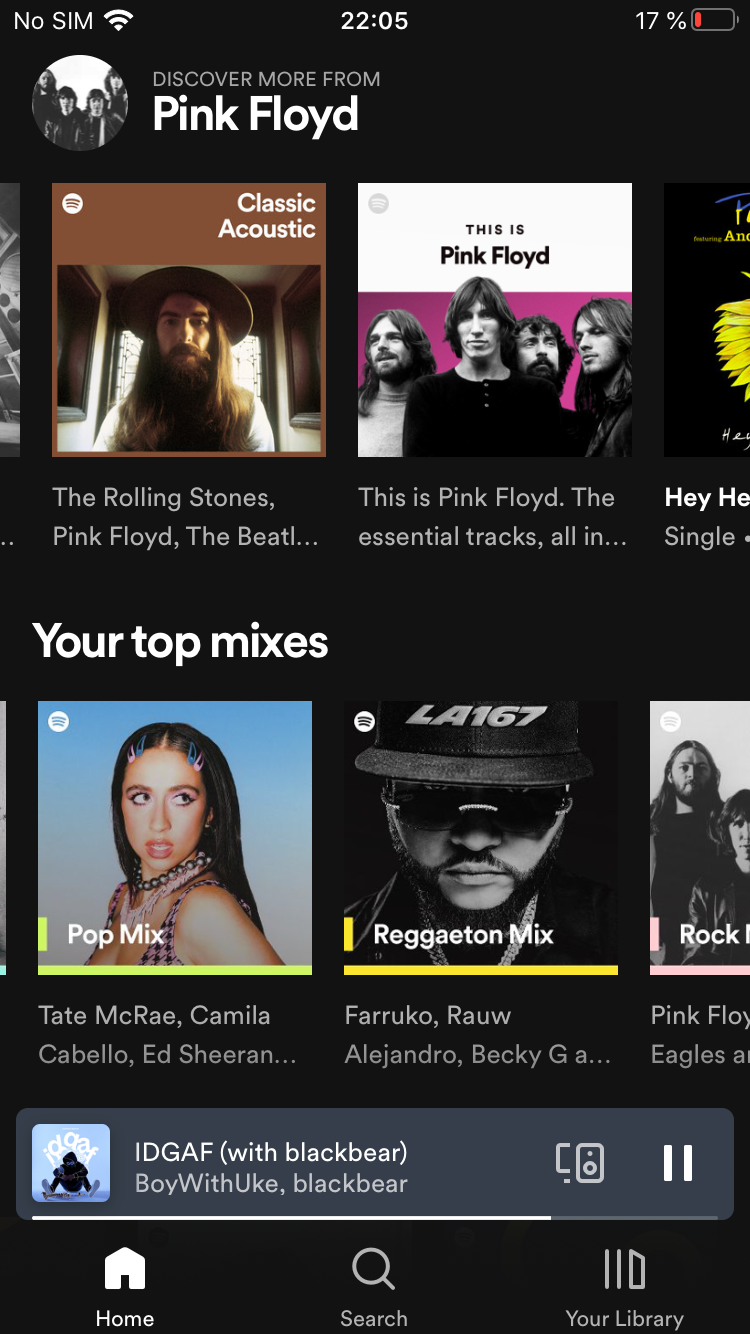 No SIM 22:05 17 %
DISCOVER MORE FROM
Pink Floyd
Classic
Acoustic
THIS IS
Pink Floyd
featuring
The Rolling Stones,
Pink Floyd, The Beatl...
This is Pink Floyd. The
essential tracks, all in...
Hey He
Single •
Your top mixes
LA167
Pop Mix
Reggaeton Mix
Rock
Tate McRae, Camila
Cabello, Ed Sheeran...
Farruko, Rauw
Alejandro, Becky G a...
Pink Floy
Eagles a
idgaf
IDGAF (with blackbear)
BoyWithUke, blackbear
Home
Search
Your Library